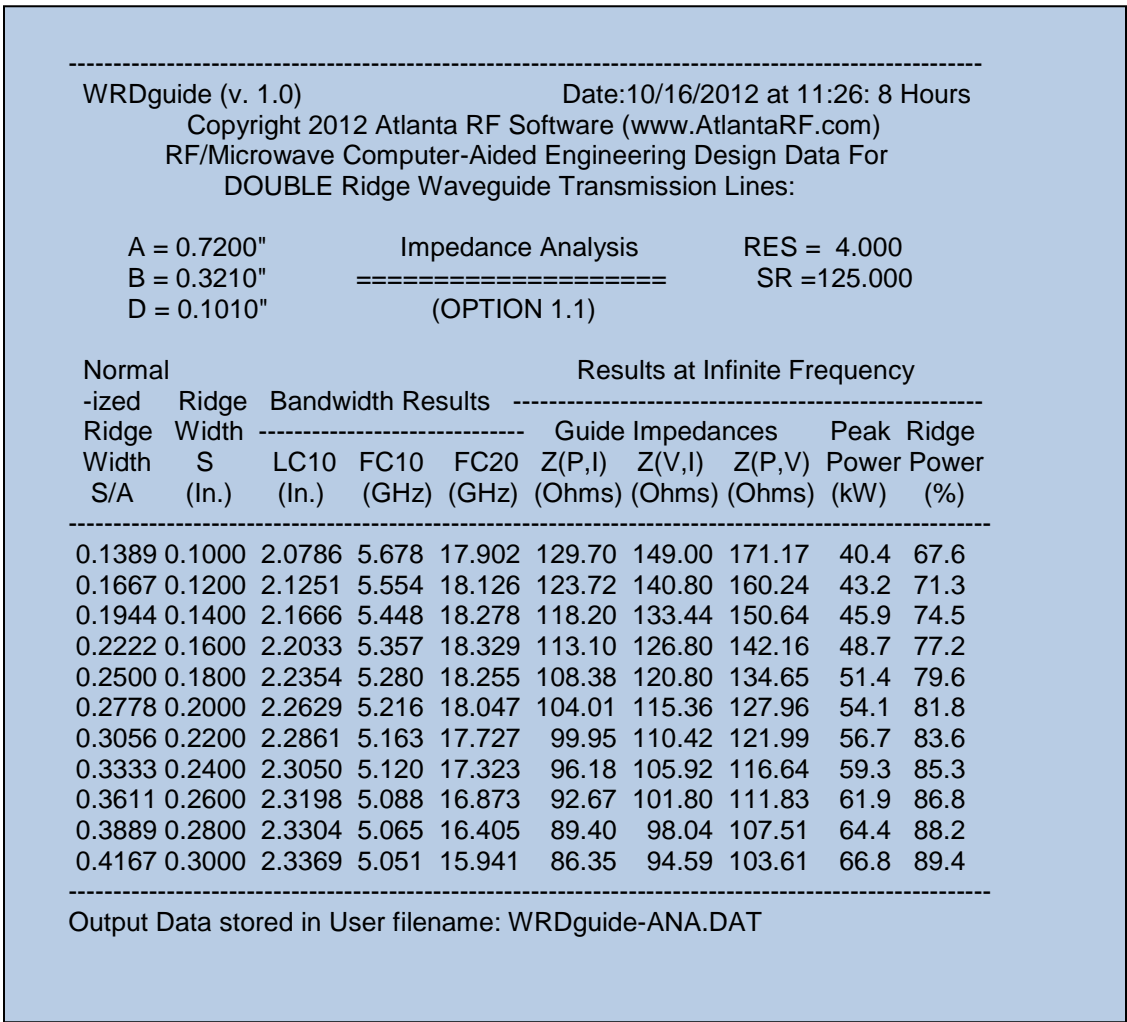 --------------------------------------------------------------------------------------------------------
WRDguide (v. 1.0) Date:10/16/2012 at 11:26: 8 Hours
Copyright 2012 Atlanta RF Software (www.AtlantaRF.com)
RF/Microwave Computer-Aided Engineering Design Data For
DOUBLE Ridge Waveguide Transmission Lines:
A = 0.7200" Impedance Analysis RES = 4.000
B = 0.3210" ==================== SR =125.000
D = 0.1010" (OPTION 1.1)
Normal Results at Infinite Frequency
-ized Ridge Bandwidth Results -----------------------------------------------------
Ridge Width ------------------------------ Guide Impedances Peak Ridge
Width S LC10 FC10 FC20 Z(P,I) Z(V,I) Z(P,V) Power Power
S/A (In.) (In.) (GHz) (GHz) (Ohms) (Ohms) (Ohms) (kW) (%)
---------------------------------------------------------------------------------------------------------
0.1389 0.1000 2.0786 5.678 17.902 129.70 149.00 171.17 40.4 67.6
0.1667 0.1200 2.1251 5.554 18.126 123.72 140.80 160.24 43.2 71.3
0.1944 0.1400 2.1666 5.448 18.278 118.20 133.44 150.64 45.9 74.5
0.2222 0.1600 2.2033 5.357 18.329 113.10 126.80 142.16 48.7 77.2
0.2500 0.1800 2.2354 5.280 18.255 108.38 120.80 134.65 51.4 79.6
0.2778 0.2000 2.2629 5.216 18.047 104.01 115.36 127.96 54.1 81.8
0.3056 0.2200 2.2861 5.163 17.727 99.95 110.42 121.99 56.7 83.6
0.3333 0.2400 2.3050 5.120 17.323 96.18 105.92 116.64 59.3 85.3
0.3611 0.2600 2.3198 5.088 16.873 92.67 101.80 111.83 61.9 86.8
0.3889 0.2800 2.3304 5.065 16.405 89.40 98.04 107.51 64.4 88.2
0.4167 0.3000 2.3369 5.051 15.941 86.35 94.59 103.61 66.8 89.4
---------------------------------------------------------------------------------------------------------
Output Data stored in User filename: WRDguide-ANA.DAT